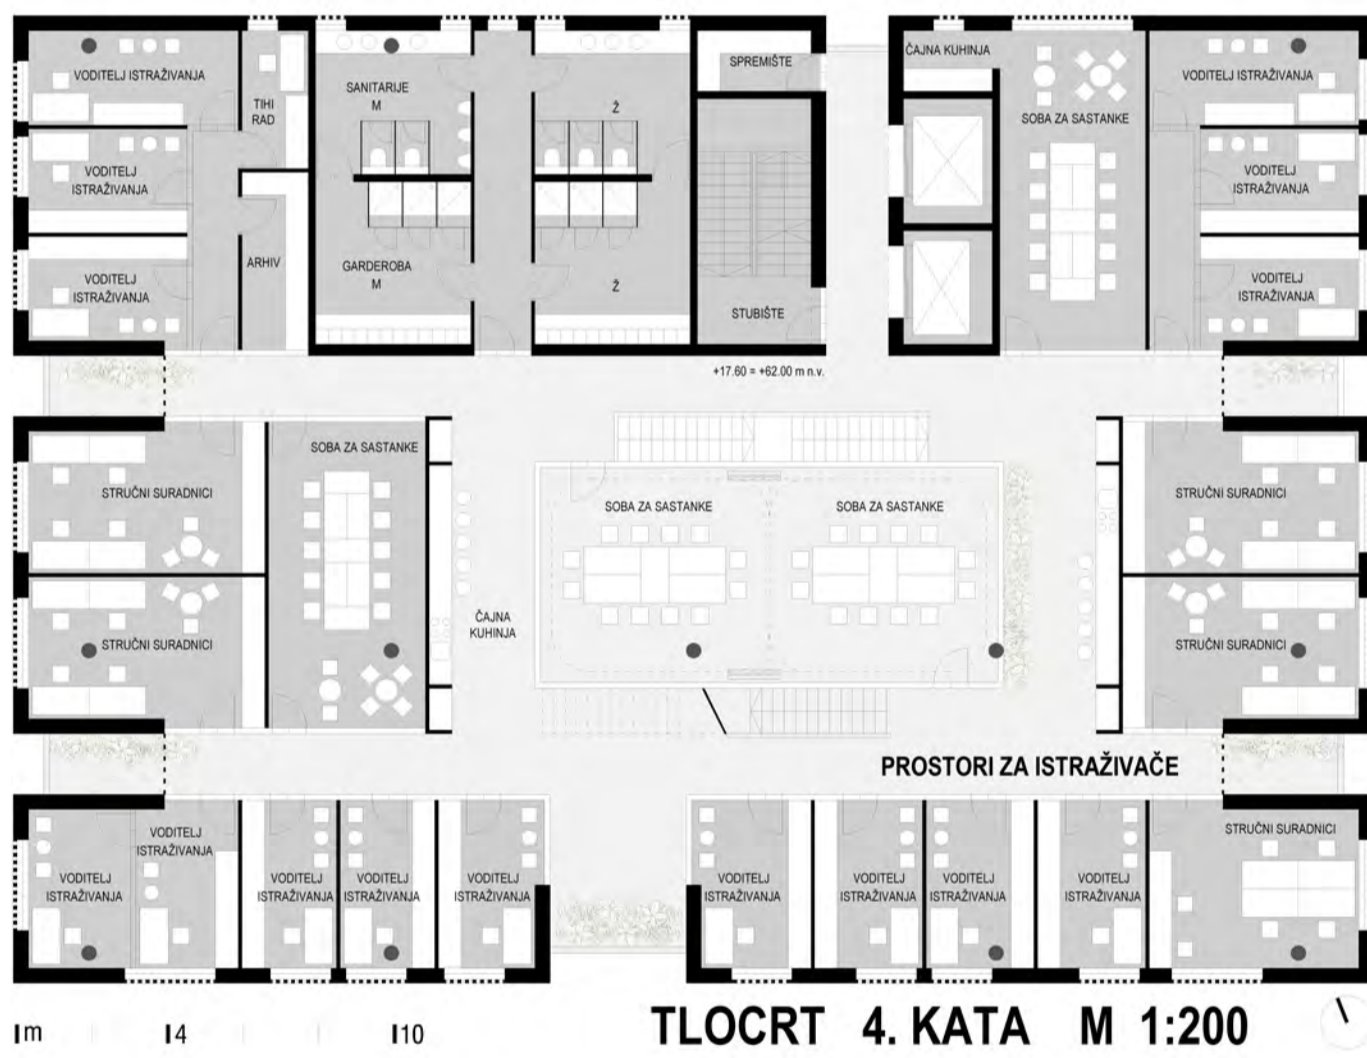 VODITELJ ISTRAŽIVANJA
TIHI
RAD
SANITARIJE
M
Ž
SPREMIŠTE
ČAJNA KUHINJA
SOBA ZA SASTANKE
VODITELJ ISTRAŽIVANJA
VODITELJ
ISTRAŽIVANJA
VODITELJ
ISTRAŽIVANJA
VODITELJ
ISTRAŽIVANJA
ARHIV
GARDEROBA
M
Ž
STUBIŠTE
VODITELJ
ISTRAŽIVANJA
+17.60 = +62.00 m n.v.
SOBA ZA SASTANKE
STRUČNI SURADNICI
SOBA ZA SASTANKE
SOBA ZA SASTANKE
STRUČNI SURADNICI
ČAJNA
KUHINJA
STRUČNI SURADNICI
STRUČNI SURADNICI
PROSTORI ZA ISTRAŽIVAČE
VODITELJ
ISTRAŽIVANJA
VODITELJ
ISTRAŽIVANJA
VODITELJ
ISTRAŽIVANJA
VODITELJ
ISTRAŽIVANJA
VODITELJ
ISTRAŽIVANJA
VODITELJ
ISTRAŽIVANJA
VODITELJ
ISTRAŽIVANJA
VODITELJ
ISTRAŽIVANJA
VODITELJ
ISTRAŽIVANJA
STRUČNI SURADNICI
m 4 10
TLOCRT 4. KATA M 1:200